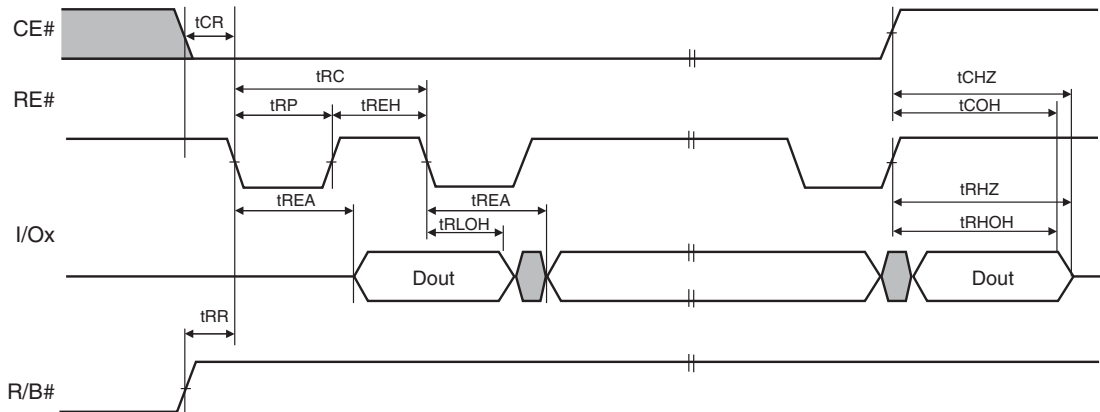 CE#
tCR
tRC
tCHZ
RE#
tRP
tREH
tCOH
tREA
tREA
tRHZ
tRLOH
tRHOH
I/Ox
Dout
Dout
tRR
R/B#